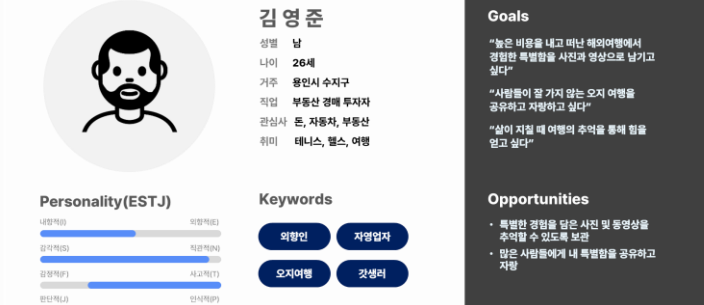 김영준
성별 남
나이 26세
거주 용인시 수지구
직업 부동산 경매 투자자
관심사 돈, 자동차, 부동산
취미 테니스, 헬스, 여행
Personality(ESTJ)
내향적(I) 외향적(E)
감각적(S) 직관적(N)
감정적(F) 사고적(T)
판단적(J) 인식적(P)
Keywords
외향인 자영업자
오지여행 갓생러
Goals
“높은 비용을 내고 떠난 해외여행에서
경험한 특별함을 사진과 영상으로 남기고
싶다”
“사람들이 잘 가지 않는 오지 여행을
공유하고 자랑하고 싶다”
“삶이 지칠 때 여행의 추억을 통해 힘을
얻고 싶다”
Opportunities
• 특별한 경험을 담은 사진 및 동영상을
추억할 수 있도록 보관
• 많은 사람들에게 내 특별함을 공유하고
자랑